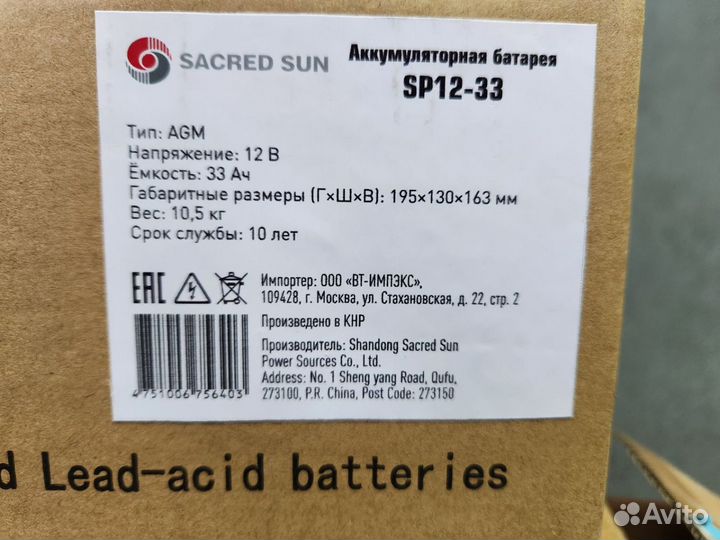 SACRED SUN
Аккумуляторная батарея
SP12-33
Тип: AGM
Напряжение: 12 В
Ёмкость: 33 Ач
Габаритные размеры (Г×Ш×В): 195×130×163 мм
Вес: 10,5 кг
Срок службы: 10 лет
EAC
Импортер: ООО «ВТ-ИМПЭКС»,
109428, г. Москва, ул. Стахановская, д. 22, стр. 2
Произведено в КНР
Производитель: Shandong Sacred Sun
Power Sources Co., Ltd.
Address: No. 1 Sheng yang Road, Qufu,
273100, P.R. China, Post Code: 273150
4751006756403
d Lead-acid batteries
Avito